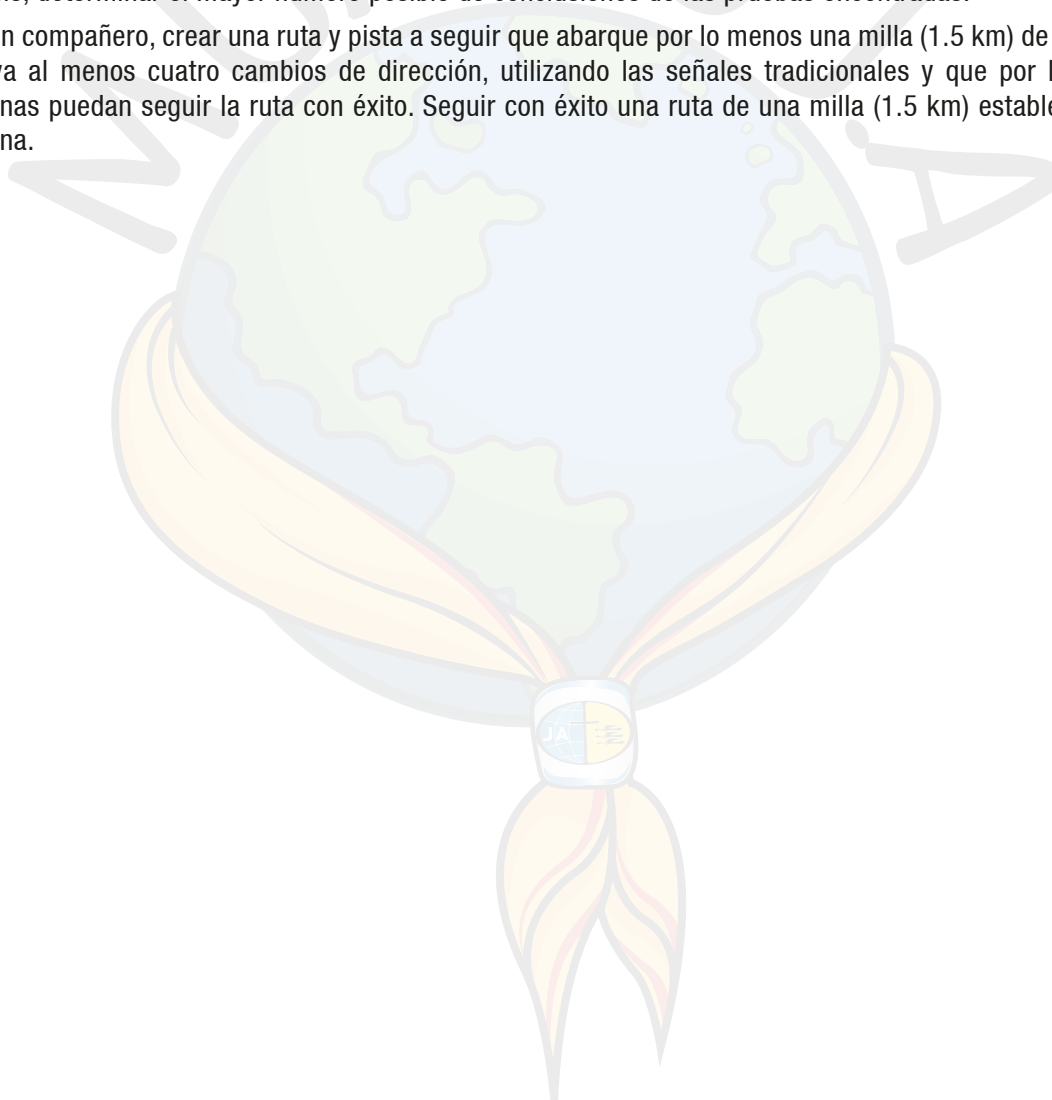 determinar el mayor número posible de conclusiones de las pruebas encontradas.
n compañero, crear una ruta y pista a seguir que abarque por lo menos una milla (1.5 km) de
va al menos cuatro cambios de dirección, utilizando las señales tradicionales y que por l
nas puedan seguir la ruta con éxito. Seguir con éxito una ruta de una milla (1.5 km) estable
na.
JA